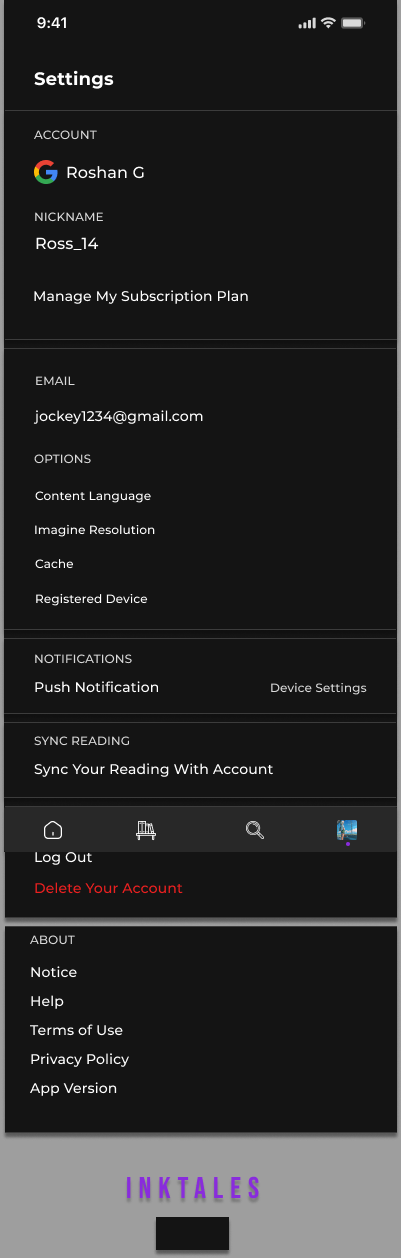 9:41
Settings
ACCOUNT
Roshan G
NICKNAME
Ross_14
Manage My Subscription Plan
EMAIL
jockey1234@gmail.com
OPTIONS
Content Language
Imagine Resolution
Cache
Registered Device
NOTIFICATIONS
Push Notification Device Settings
SYNC READING
Sync Your Reading With Account
Log Out
Delete Your Account
ABOUT
Notice
Help
Terms of Use
Privacy Policy
App Version
INKTALES